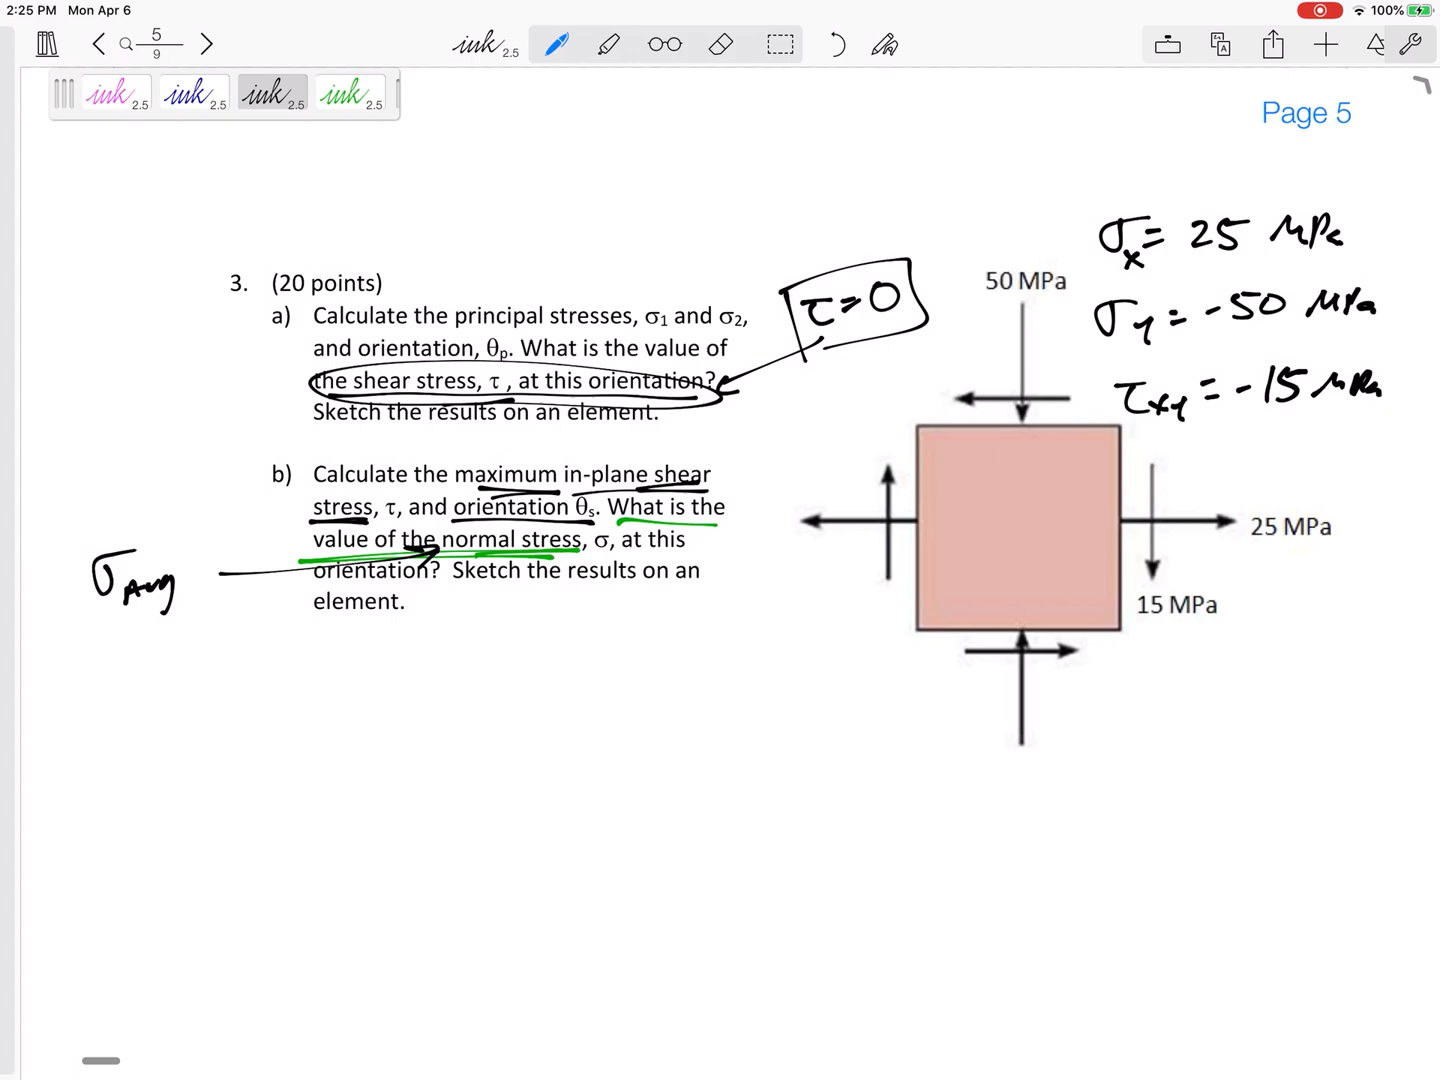 2:25 PM Mon Apr 6
100%
5
9
ink 2.5
ink 2.5
ink 2.5
ink 2.5
ink 2.5
Page 5
3. (20 points)
a) Calculate the principal stresses, σ1 and σ2,
and orientation, θp. What is the value of
the shear stress, τ , at this orientation?
Sketch the results on an element.
τ = 0
b) Calculate the maximum in-plane shear
stress, τ, and orientation θs. What is the
value of the normal stress, σ, at this
orientation? Sketch the results on an
element.
σAvg
σx = 25 MPa
σy = -50 MPa
τxy = -15 MPa
50 MPa
25 MPa
15 MPa